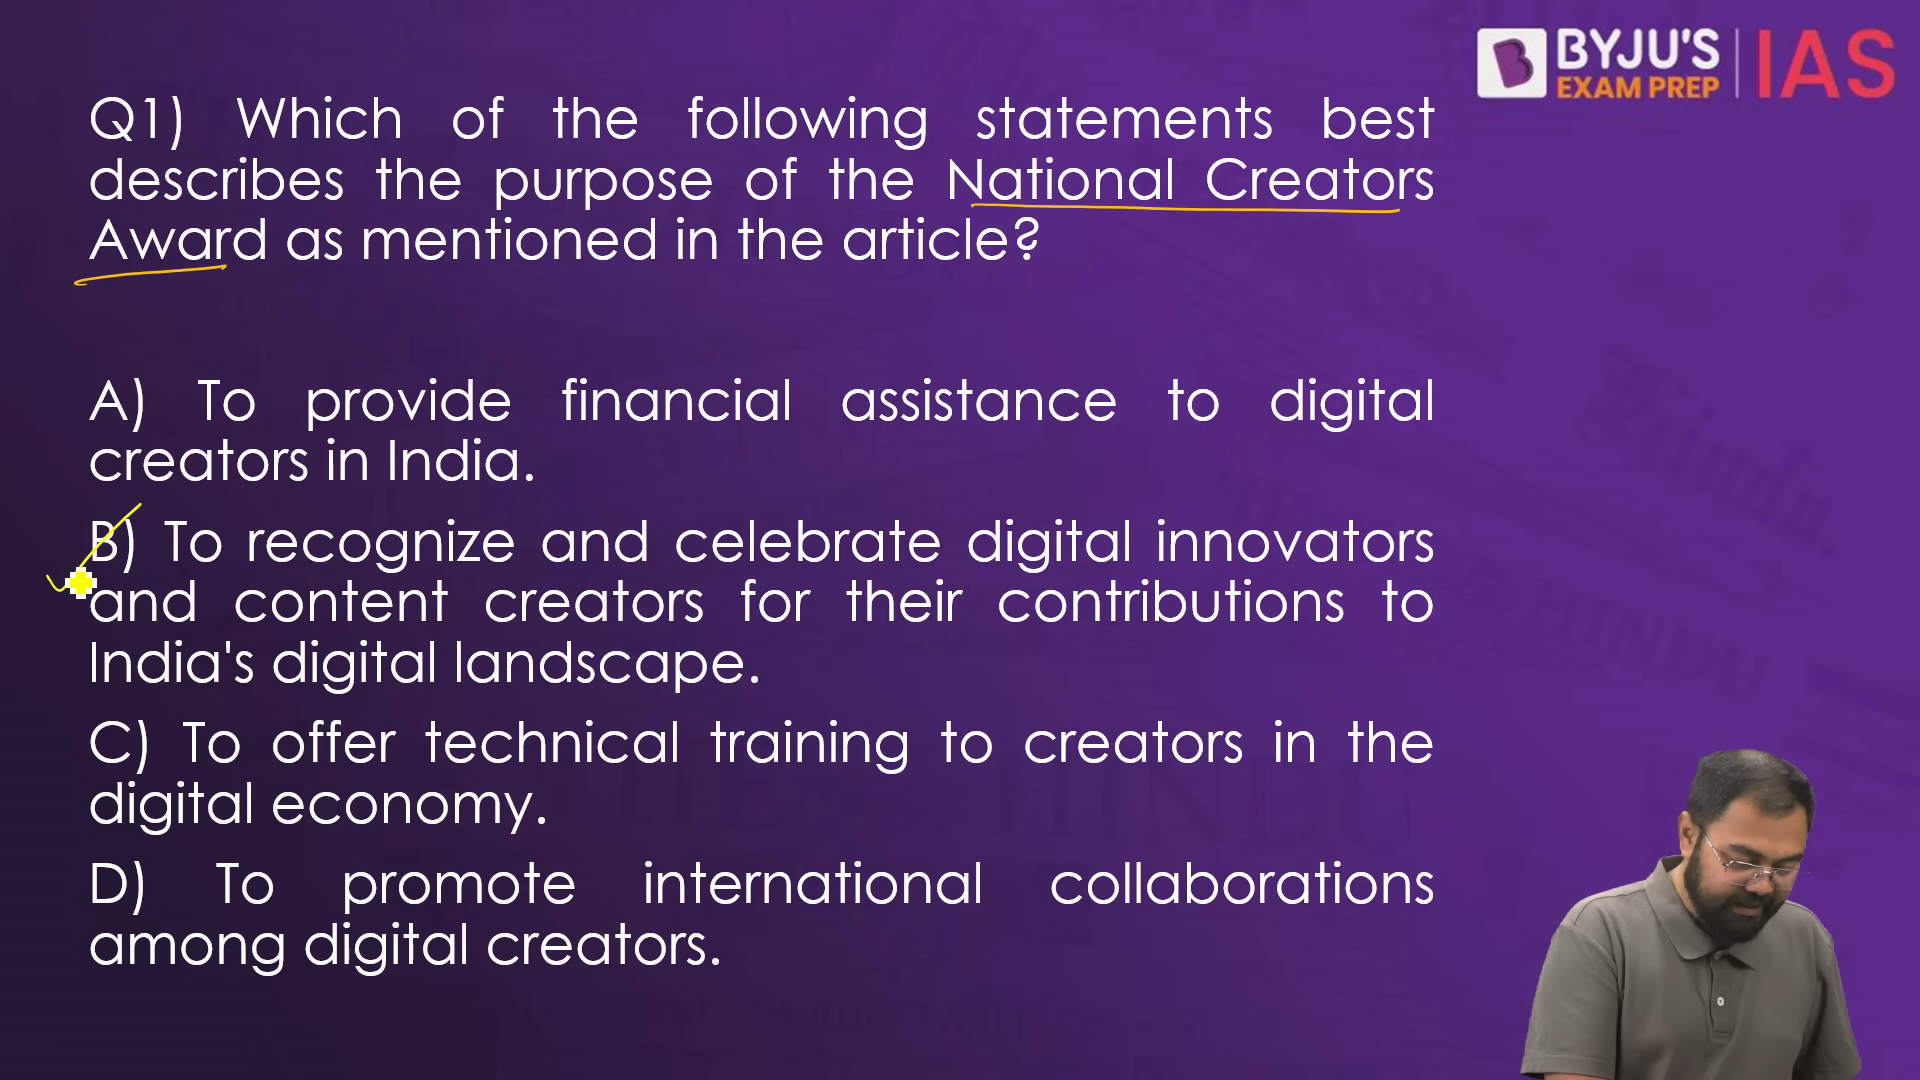 BYJU'S
EXAM PREP
IAS
Q1) Which of the following statements best
describes the purpose of the National Creators
Award as mentioned in the article?
A) To provide financial assistance to digital
creators in India.
B) To recognize and celebrate digital innovators
and content creators for their contributions to
India's digital landscape.
C) To offer technical training to creators in the
digital economy.
D) To promote international collaborations
among digital creators.